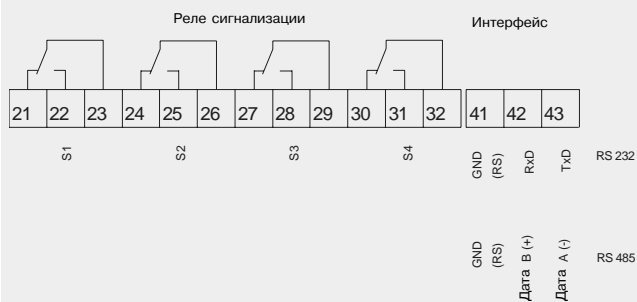 Реле сигнализации
Интерфейс
21 22 23 24 25 26 27 28 29 30 31 32 41 42 43
S1 S2 S3 S4
GND (RS) RxD TxD RS 232
GND (RS) Дата B (+) Дата A (-) RS 485